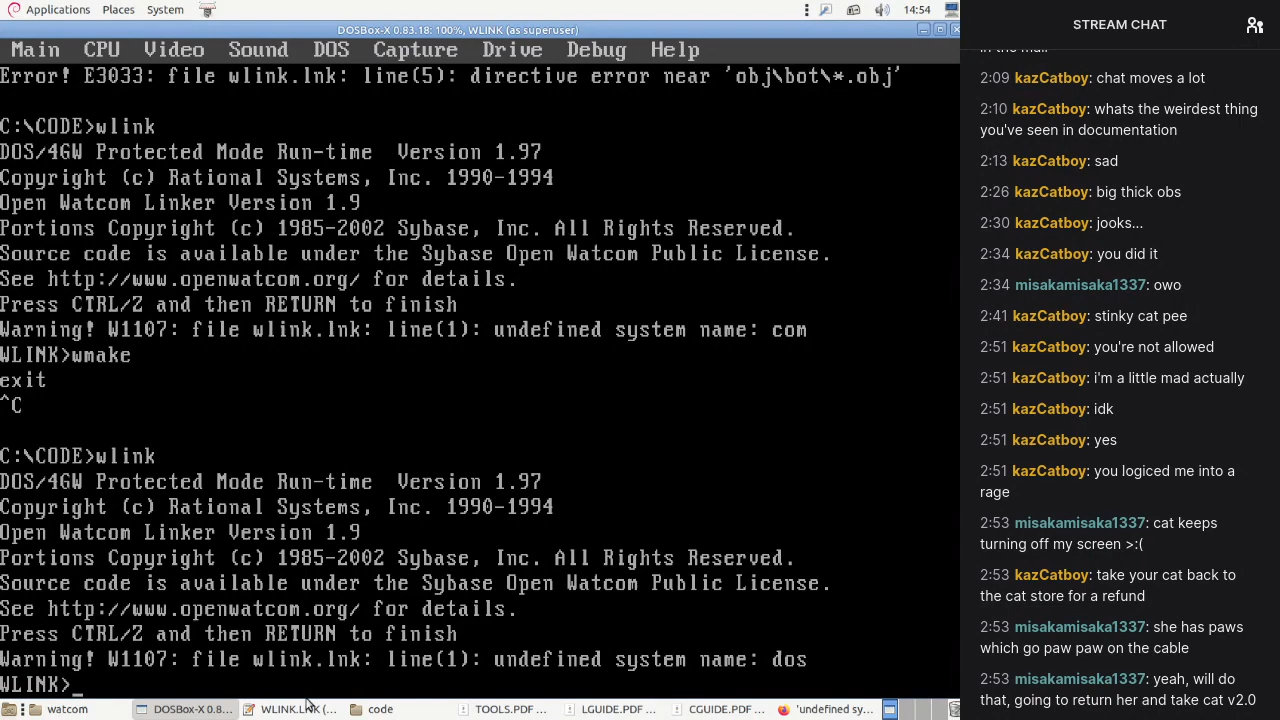 Applications Places System 14:54
DOSBox-X 0.83.18: 100%, WLINK (as superuser)
Main CPU Video Sound DOS Capture Drive Debug Help
Error! E3033: file wlink.lnk: line(5): directive error near 'obj\bot\*.obj'
C:\CODE>wlink
DOS/4GW Protected Mode Run-time  Version 1.97
Copyright (c) Rational Systems, Inc. 1990-1994
Open Watcom Linker Version 1.9
Portions Copyright (c) 1985-2002 Sybase, Inc. All Rights Reserved.
Source code is available under the Sybase Open Watcom Public License.
See http://www.openwatcom.org/ for details.
Press CTRL/Z and then RETURN to finish
Warning! W1107: file wlink.lnk: line(1): undefined system name: com
WLINK>wmake
exit
^C
C:\CODE>wlink
DOS/4GW Protected Mode Run-time  Version 1.97
Copyright (c) Rational Systems, Inc. 1990-1994
Open Watcom Linker Version 1.9
Portions Copyright (c) 1985-2002 Sybase, Inc. All Rights Reserved.
Source code is available under the Sybase Open Watcom Public License.
See http://www.openwatcom.org/ for details.
Press CTRL/Z and then RETURN to finish
Warning! W1107: file wlink.lnk: line(1): undefined system name: dos
WLINK>_
watcom DOSBox-X 0.8... WLINK.LNK (... code TOOLS.PDF ... LGUIDE.PDF ... CGUIDE.PDF ... 'undefined sy...
STREAM CHAT
2:09 kazCatboy: chat moves a lot
2:10 kazCatboy: whats the weirdest thing
you've seen in documentation
2:13 kazCatboy: sad
2:26 kazCatboy: big thick obs
2:30 kazCatboy: jooks...
2:34 kazCatboy: you did it
2:34 misakamisaka1337: owo
2:41 kazCatboy: stinky cat pee
2:51 kazCatboy: you're not allowed
2:51 kazCatboy: i'm a little mad actually
2:51 kazCatboy: idk
2:51 kazCatboy: yes
2:51 kazCatboy: you logiced me into a
rage
2:53 misakamisaka1337: cat keeps
turning off my screen >:(
2:53 kazCatboy: take your cat back to
the cat store for a refund
2:53 misakamisaka1337: she has paws
which go paw paw on the cable
2:53 misakamisaka1337: yeah, will do
that, going to return her and take cat v2.0